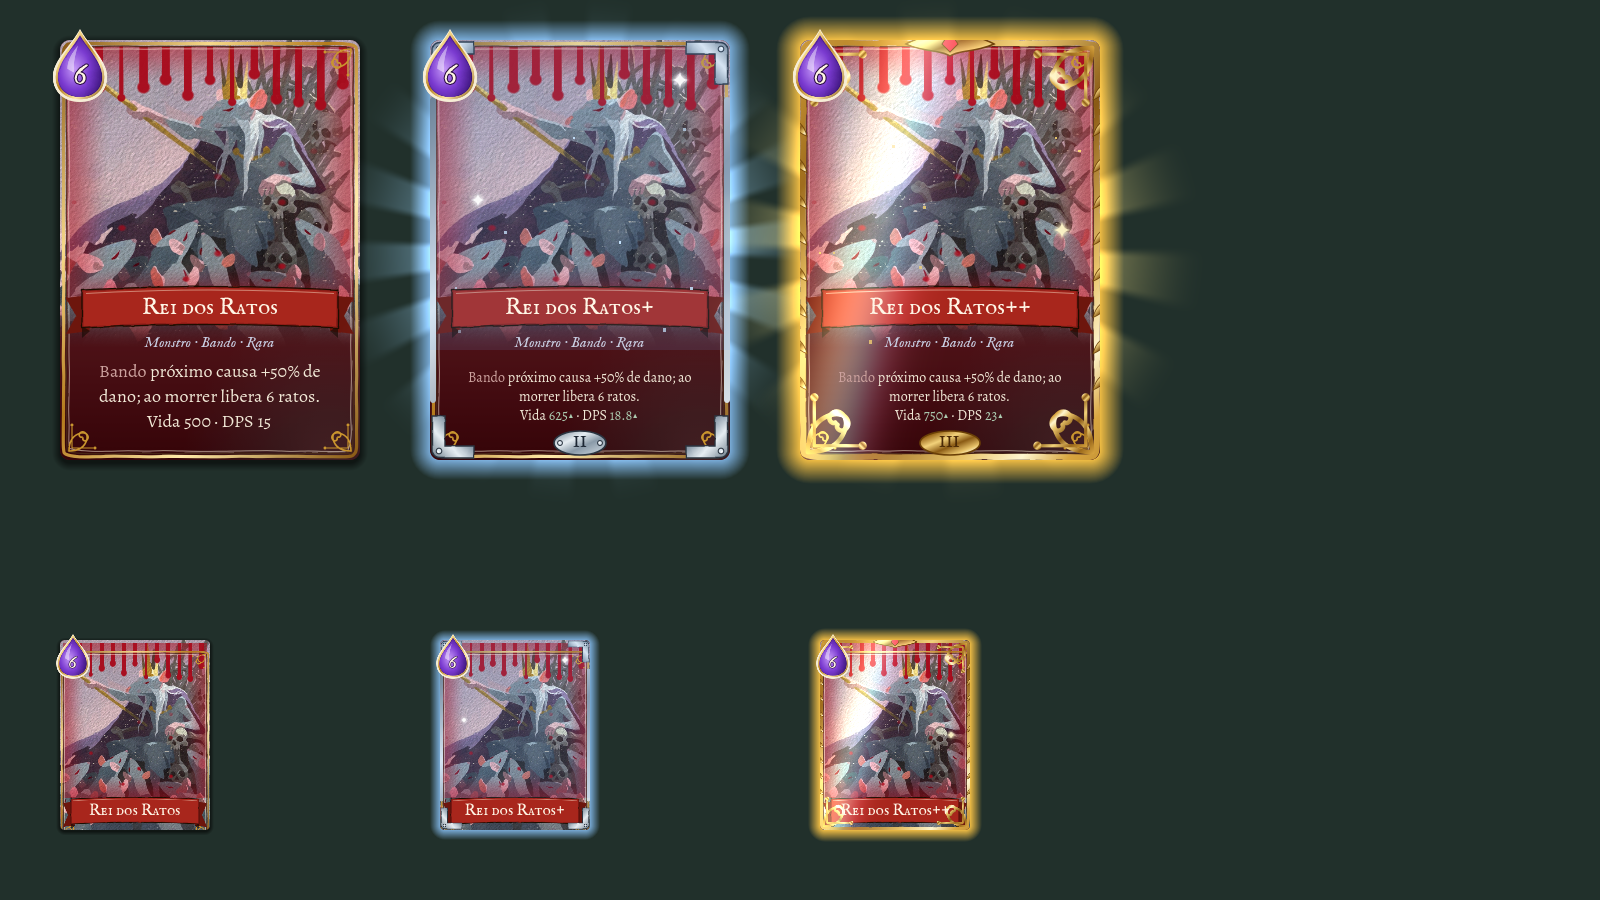 6
Rei dos Ratos
Monstro · Bando · Rara
Bando próximo causa +50% de
dano; ao morrer libera 6 ratos.
Vida 500 · DPS 15
6
Rei dos Ratos+
Monstro · Bando · Rara
Bando próximo causa +50% de dano; ao
morrer libera 6 ratos.
Vida 625▴ · DPS 18.8▴
II
6
Rei dos Ratos++
Monstro · Bando · Rara
Bando próximo causa +50% de dano; ao
morrer libera 6 ratos.
Vida 750▴ · DPS 23▴
III
6
Rei dos Ratos
6
Rei dos Ratos+
6
Rei dos Ratos++